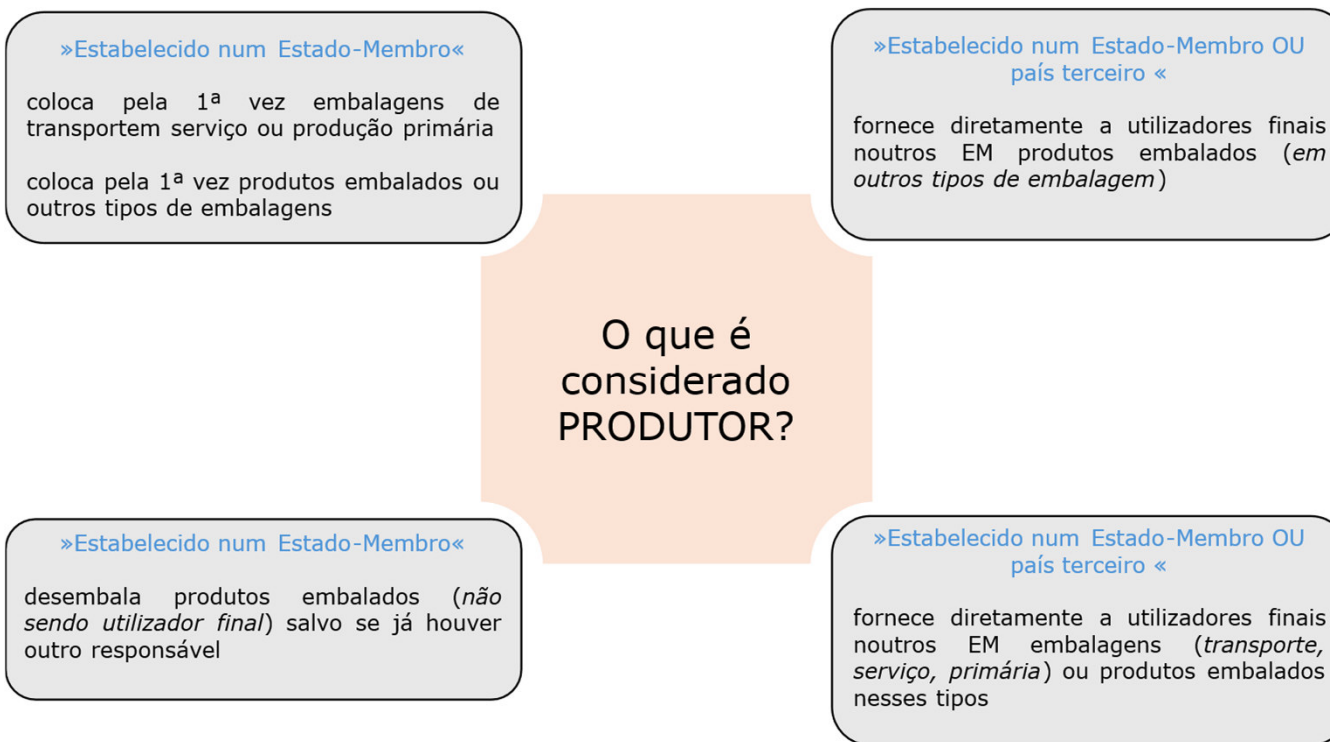 »Estabelecido num Estado-Membro«
coloca pela 1ª vez embalagens de
transportem serviço ou produção primária
coloca pela 1ª vez produtos embalados ou
outros tipos de embalagens
»Estabelecido num Estado-Membro OU
país terceiro «
fornece diretamente a utilizadores finais
noutros EM produtos embalados (em
outros tipos de embalagem)
O que é
considerado
PRODUTOR?
»Estabelecido num Estado-Membro«
desembala produtos embalados (não
sendo utilizador final) salvo se já houver
outro responsável
»Estabelecido num Estado-Membro OU
país terceiro «
fornece diretamente a utilizadores finais
noutros EM embalagens (transporte,
serviço, primária) ou produtos embalados
nesses tipos